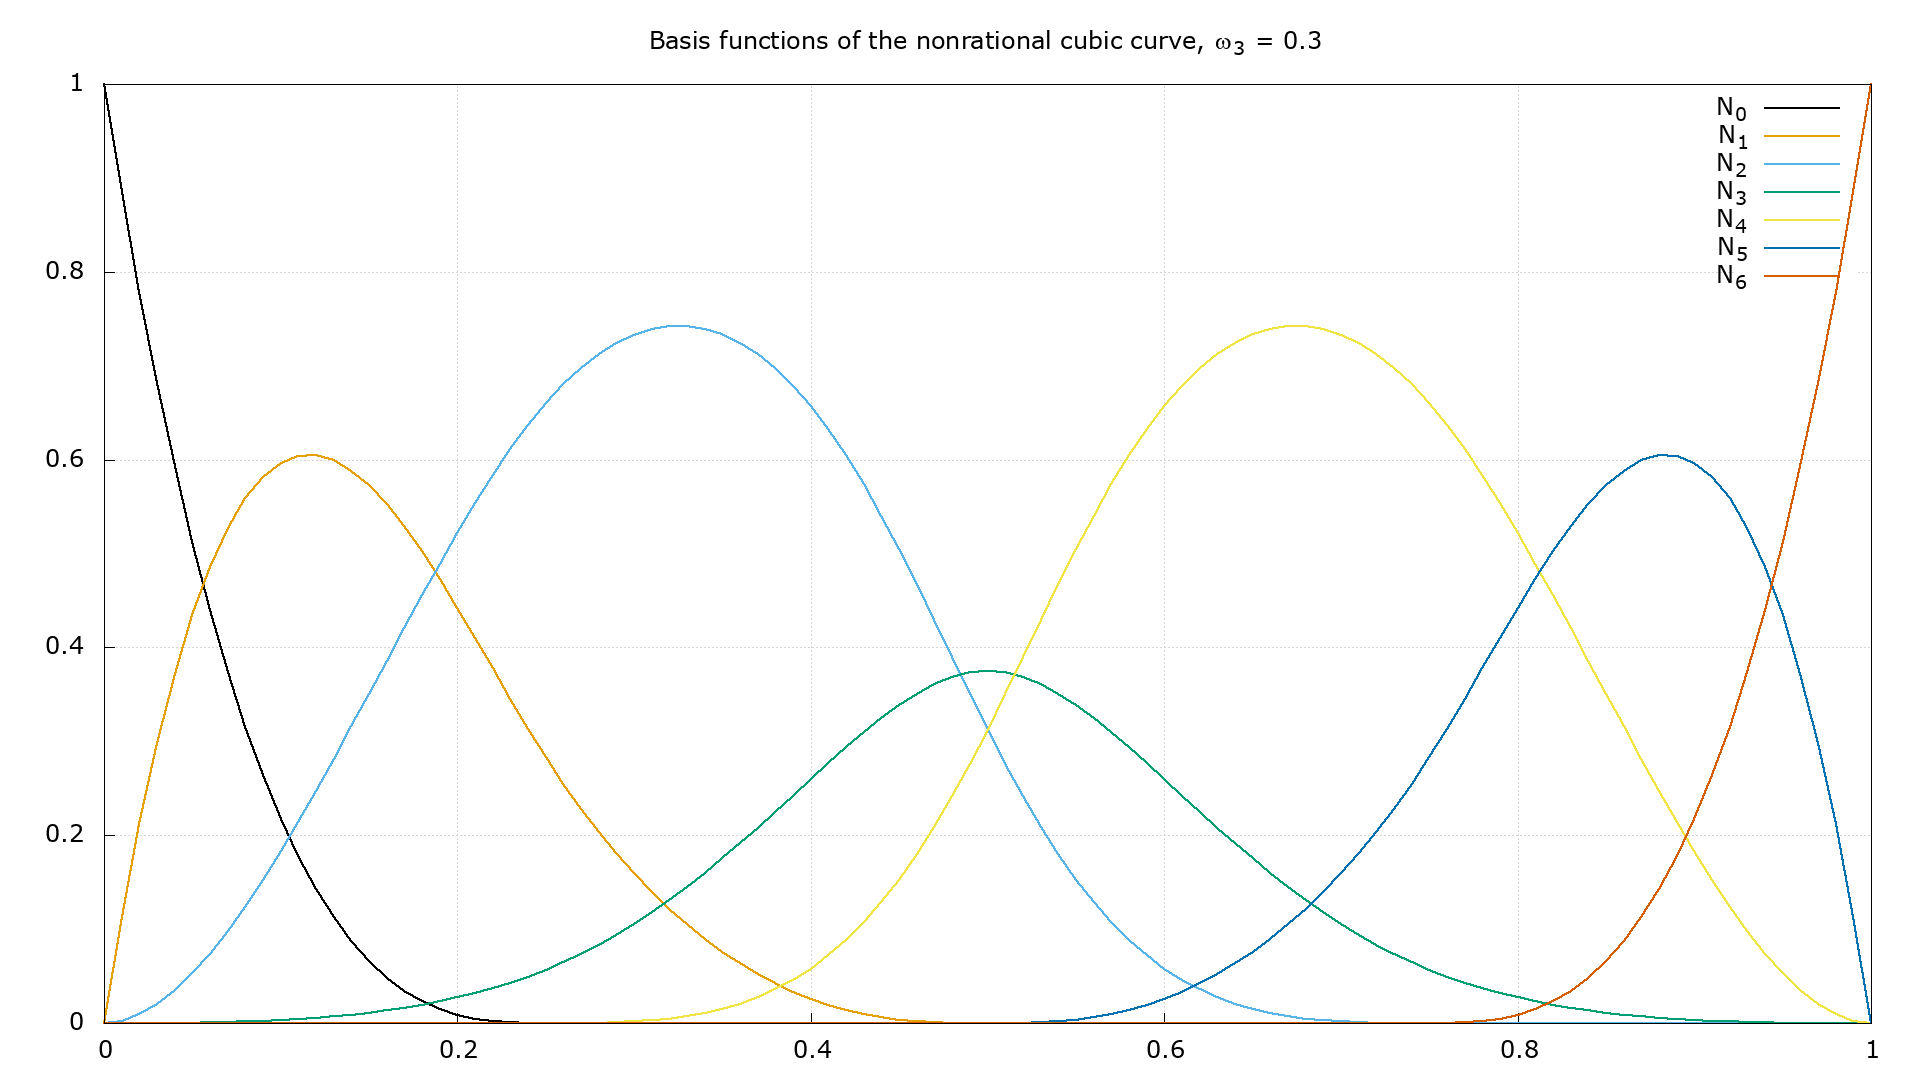 Basis functions of the nonrational cubic curve, ω₃ = 0.3
1
0.8
0.6
0.4
0.2
0
0 0.2 0.4 0.6 0.8 1
N₀
N₁
N₂
N₃
N₄
N₅
N₆